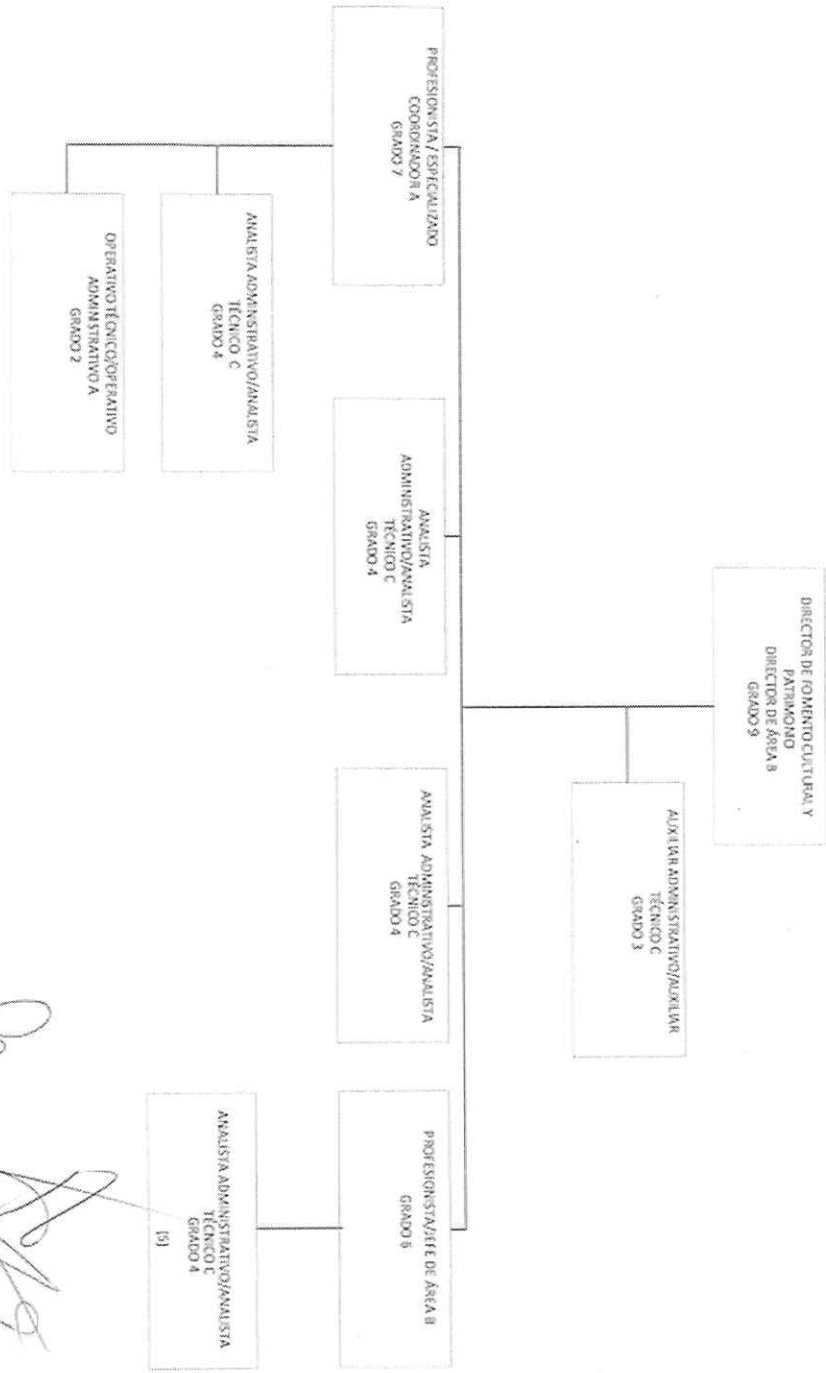 DIRECTOR DE FOMENTO CULTURAL Y
PATRIMONIO
DIRECTOR DE ÁREA B
GRADO 9
AUXILIAR ADMINISTRATIVO/AUXILIAR
TÉCNICO C
GRADO 3
PROFESIONISTA / ESPECIALIZADO
COORDINADOR A
GRADO 7
ANALISTA
ADMINISTRATIVO/ANALISTA
TÉCNICO C
GRADO 4
ANALISTA ADMINISTRATIVO/ANALISTA
TÉCNICO C
GRADO 4
PROFESIONISTA/JEFE DE ÁREA B
GRADO 6
ANALISTA ADMINISTRATIVO/ANALISTA
TÉCNICO C
GRADO 4
OPERATIVO TÉCNICO/OPERATIVO
ADMINISTRATIVO A
GRADO 2
ANALISTA ADMINISTRATIVO/ANALISTA
TÉCNICO C
GRADO 4
(5)